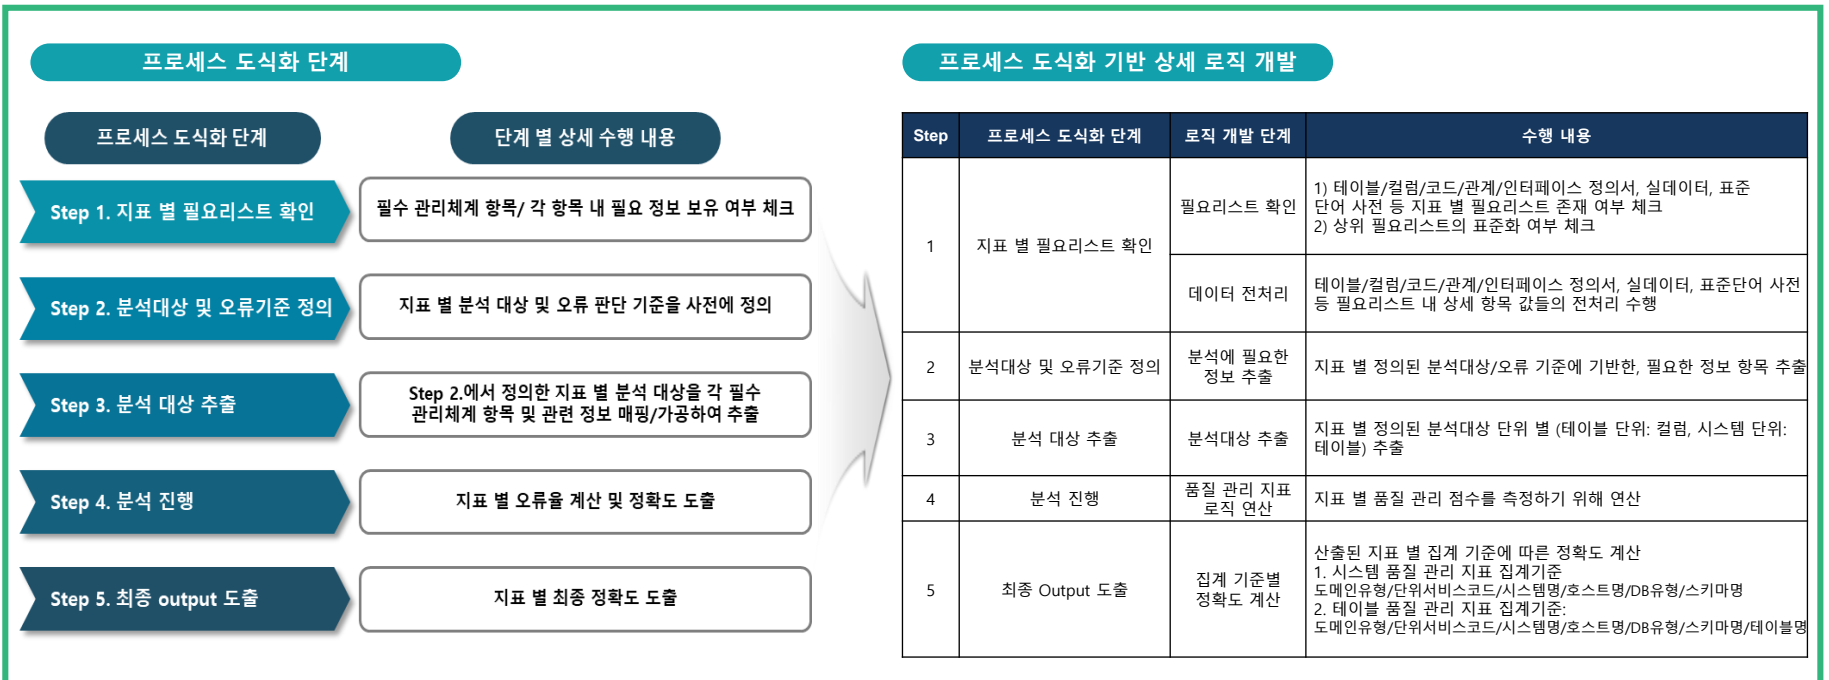 프로세스 도식화 단계
프로세스 도식화 단계
단계 별 상세 수행 내용
Step 1. 지표 별 필요리스트 확인
필수 관리체계 항목/ 각 항목 내 필요 정보 보유 여부 체크
Step 2. 분석대상 및 오류기준 정의
지표 별 분석 대상 및 오류 판단 기준을 사전에 정의
Step 3. 분석 대상 추출
Step 2.에서 정의한 지표 별 분석 대상을 각 필수
관리체계 항목 및 관련 정보 매핑/가공하여 추출
Step 4. 분석 진행
지표 별 오류율 계산 및 정확도 도출
Step 5. 최종 output 도출
지표 별 최종 정확도 도출
프로세스 도식화 기반 상세 로직 개발
Step 프로세스 도식화 단계 로직 개발 단계 수행 내용
1
지표 별 필요리스트 확인
필요리스트 확인
1) 테이블/컬럼/코드/관계/인터페이스 정의서, 실데이터, 표준
단어 사전 등 지표 별 필요리스트 존재 여부 체크
2) 상위 필요리스트의 표준화 여부 체크
데이터 전처리
테이블/컬럼/코드/관계/인터페이스 정의서, 실데이터, 표준단어 사전
등 필요리스트 내 상세 항목 값들의 전처리 수행
2
분석대상 및 오류기준 정의
분석에 필요한
정보 추출
지표 별 정의된 분석대상/오류 기준에 기반한, 필요한 정보 항목 추출
3
분석 대상 추출
분석대상 추출
지표 별 정의된 분석대상 단위 별 (테이블 단위: 컬럼, 시스템 단위:
테이블) 추출
4
분석 진행
품질 관리 지표
로직 연산
지표 별 품질 관리 점수를 측정하기 위해 연산
5
최종 Output 도출
집계 기준별
정확도 계산
산출된 지표 별 집계 기준에 따른 정확도 계산
1. 시스템 품질 관리 지표 집계기준
도메인유형/단위서비스코드/시스템명/호스트명/DB유형/스키마명
2. 테이블 품질 관리 지표 집계기준:
도메인유형/단위서비스코드/시스템명/호스트명/DB유형/스키마명/테이블명